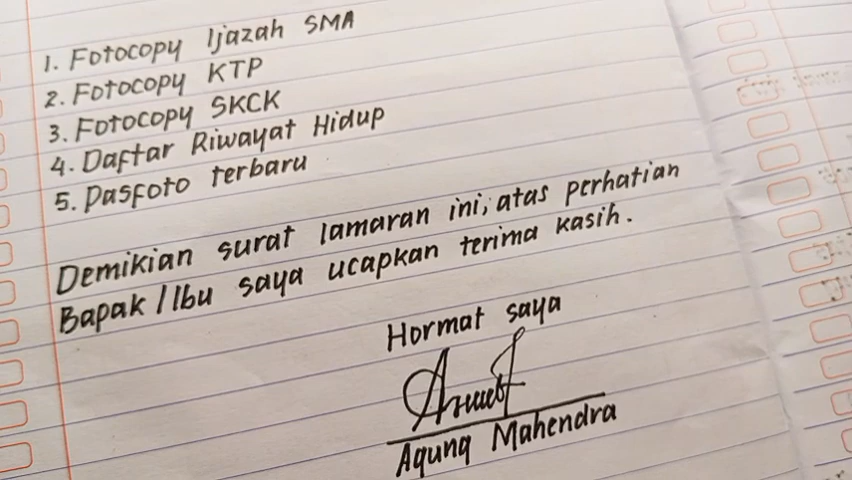 1. Fotocopy Ijazah SMA
2. Fotocopy KTP
3. Fotocopy SKCK
4. Daftar Riwayat Hidup
5. Pasfoto terbaru
Demikian surat lamaran ini, atas perhatian
Bapak / Ibu saya ucapkan terima kasih.
Hormat saya
Agung Mahendra